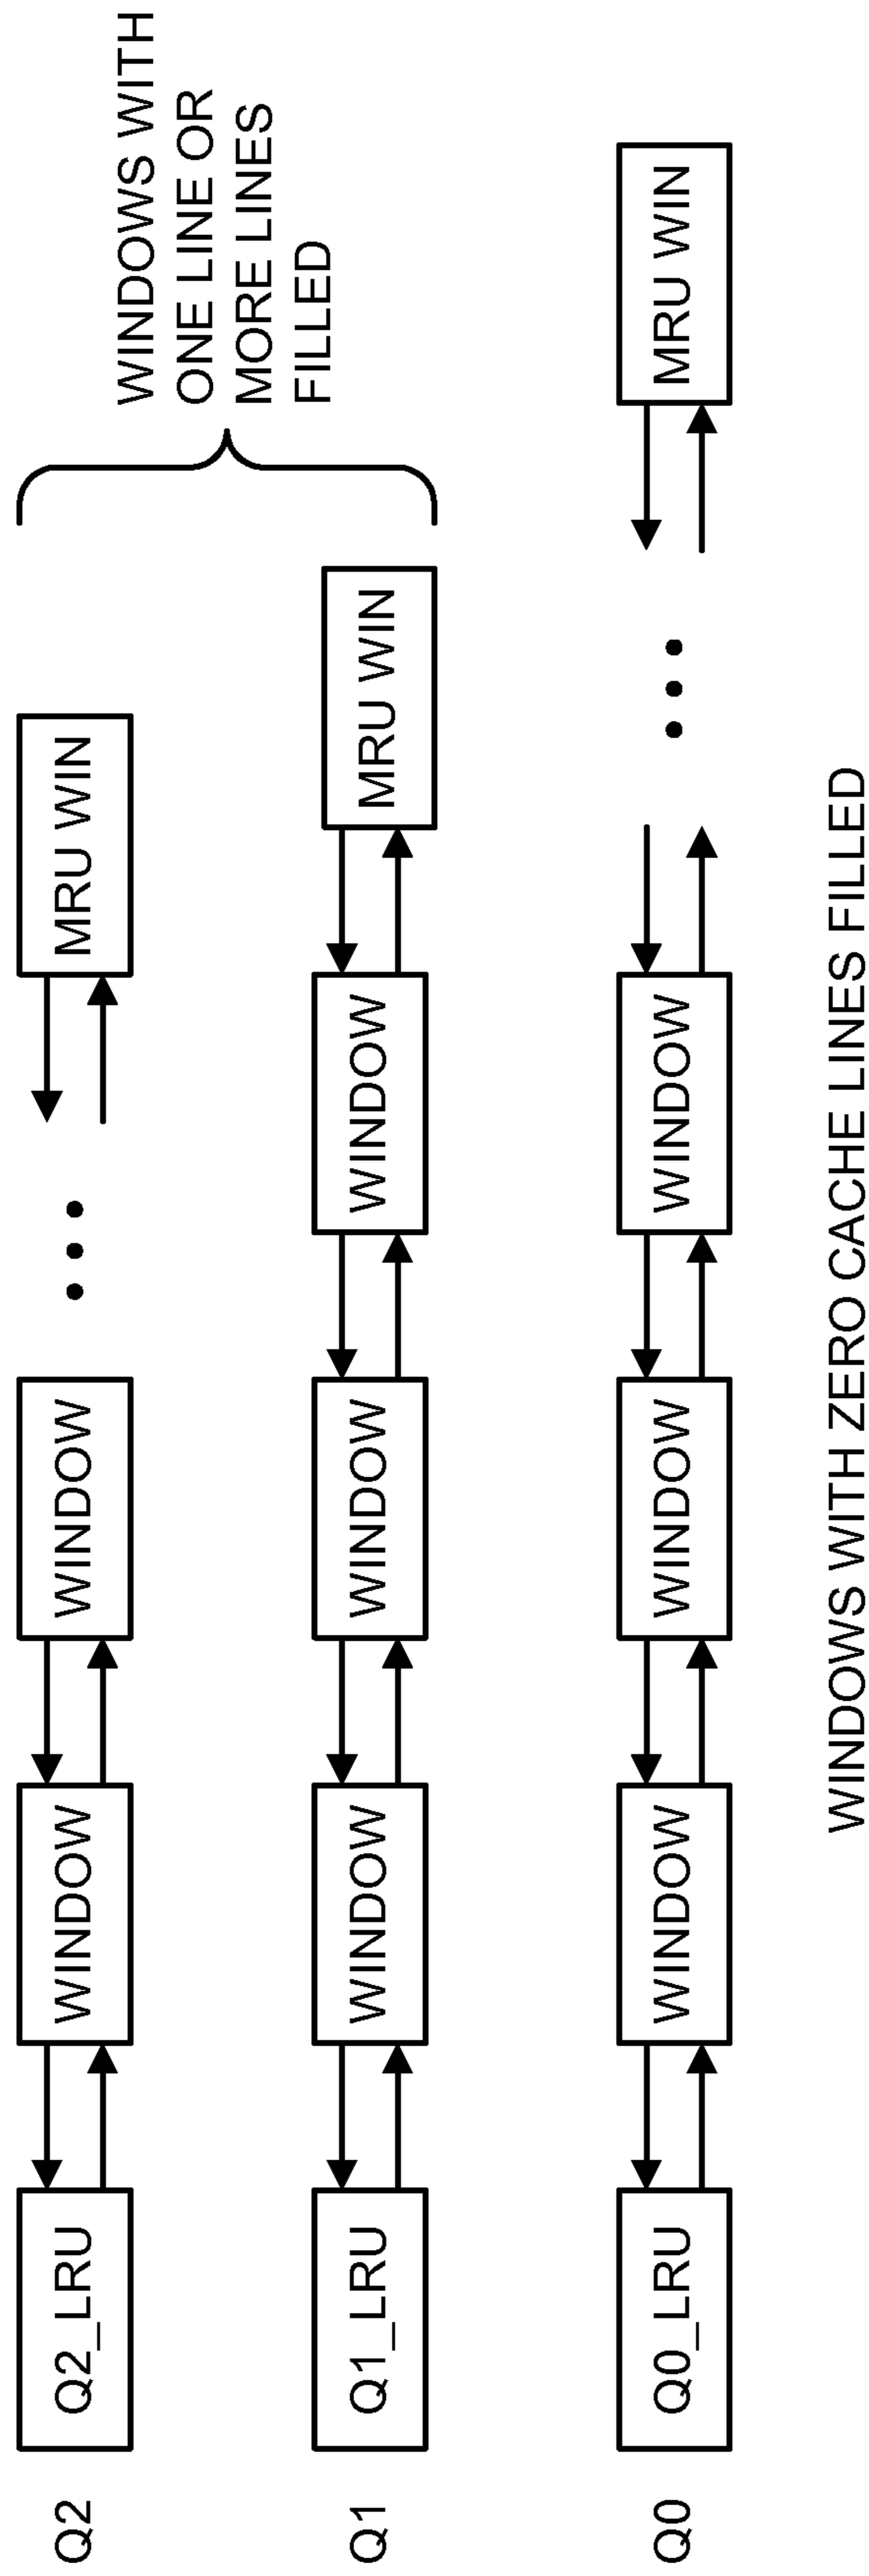 Q2
Q2_LRU
WINDOW
WINDOW
MRU WIN
WINDOWS WITH
ONE LINE OR
MORE LINES
FILLED
Q1
Q1_LRU
WINDOW
WINDOW
WINDOW
MRU WIN
Q0
Q0_LRU
WINDOW
WINDOW
WINDOW
MRU WIN
WINDOWS WITH ZERO CACHE LINES FILLED